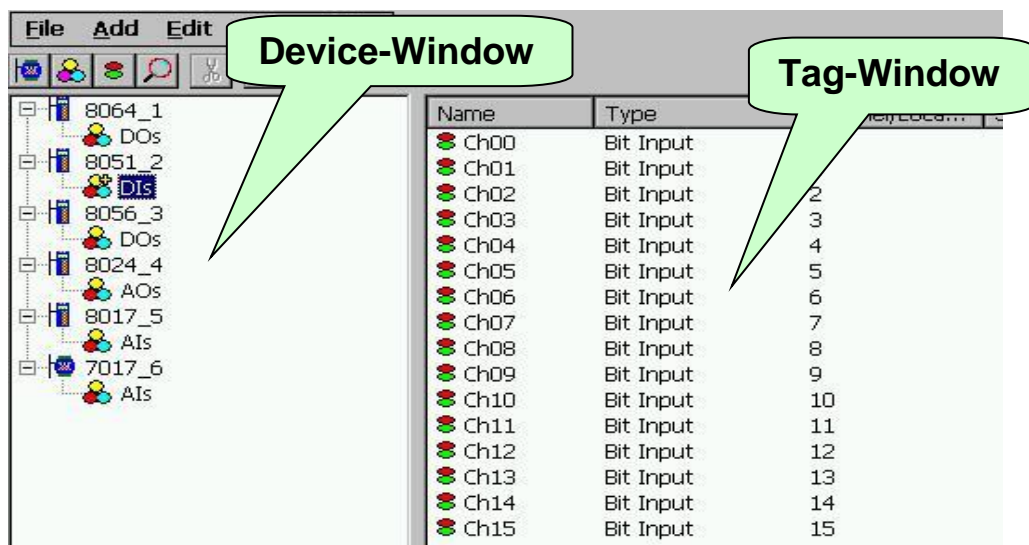 File Add Edit
Device-Window
Tag-Window
8064_1
DOs
8051_2
DIs
8056_3
DOs
8024_4
AOs
8017_5
AIs
7017_6
AIs
Name Type
Ch00 Bit Input
Ch01 Bit Input
Ch02 Bit Input 2
Ch03 Bit Input 3
Ch04 Bit Input 4
Ch05 Bit Input 5
Ch06 Bit Input 6
Ch07 Bit Input 7
Ch08 Bit Input 8
Ch09 Bit Input 9
Ch10 Bit Input 10
Ch11 Bit Input 11
Ch12 Bit Input 12
Ch13 Bit Input 13
Ch14 Bit Input 14
Ch15 Bit Input 15